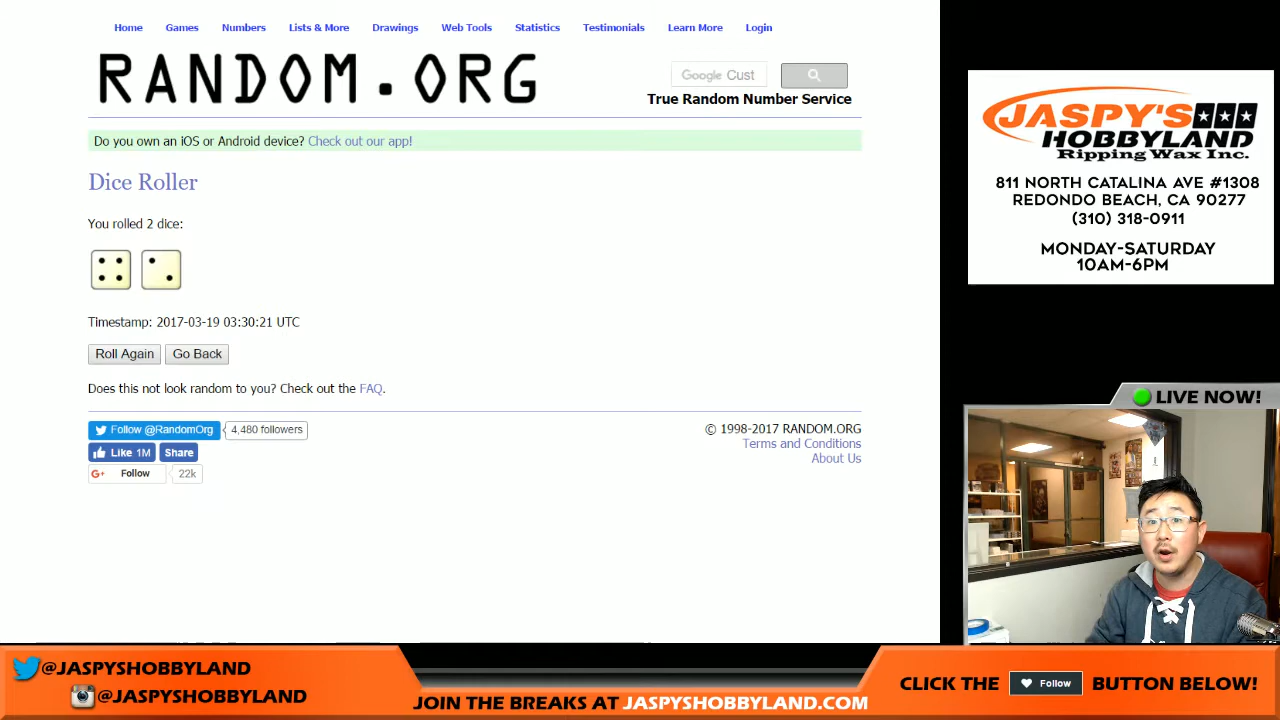 Home Games Numbers Lists & More Drawings Web Tools Statistics Testimonials Learn More Login
RANDOM.ORG
Google Cust
True Random Number Service
Do you own an iOS or Android device? Check out our app!
Dice Roller
You rolled 2 dice:
Timestamp: 2017-03-19 03:30:21 UTC
Roll Again Go Back
Does this not look random to you? Check out the FAQ.
Follow @RandomOrg 4,480 followers
Like 1M Share
G+ Follow 22k
© 1998-2017 RANDOM.ORG
Terms and Conditions
About Us
JASPY'S
HOBBYLAND
Ripping Wax Inc.
811 NORTH CATALINA AVE #1308
REDONDO BEACH, CA 90277
(310) 318-0911
MONDAY-SATURDAY
10AM-6PM
LIVE NOW!
@JASPYSHOBBYLAND
@JASPYSHOBBYLAND
JOIN THE BREAKS AT JASPYSHOBBYLAND.COM
CLICK THE Follow BUTTON BELOW!